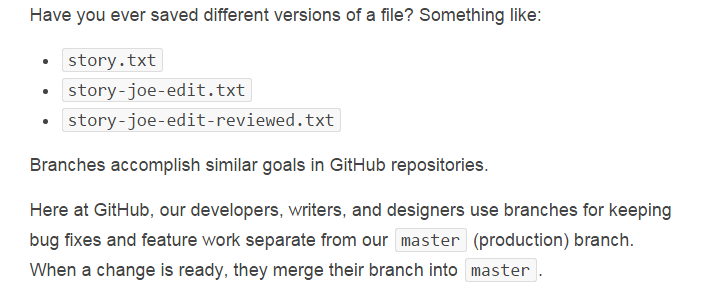 Have you ever saved different versions of a file? Something like:
story.txt
story-joe-edit.txt
story-joe-edit-reviewed.txt
Branches accomplish similar goals in GitHub repositories.
Here at GitHub, our developers, writers, and designers use branches for keeping
bug fixes and feature work separate from our master (production) branch.
When a change is ready, they merge their branch into master.